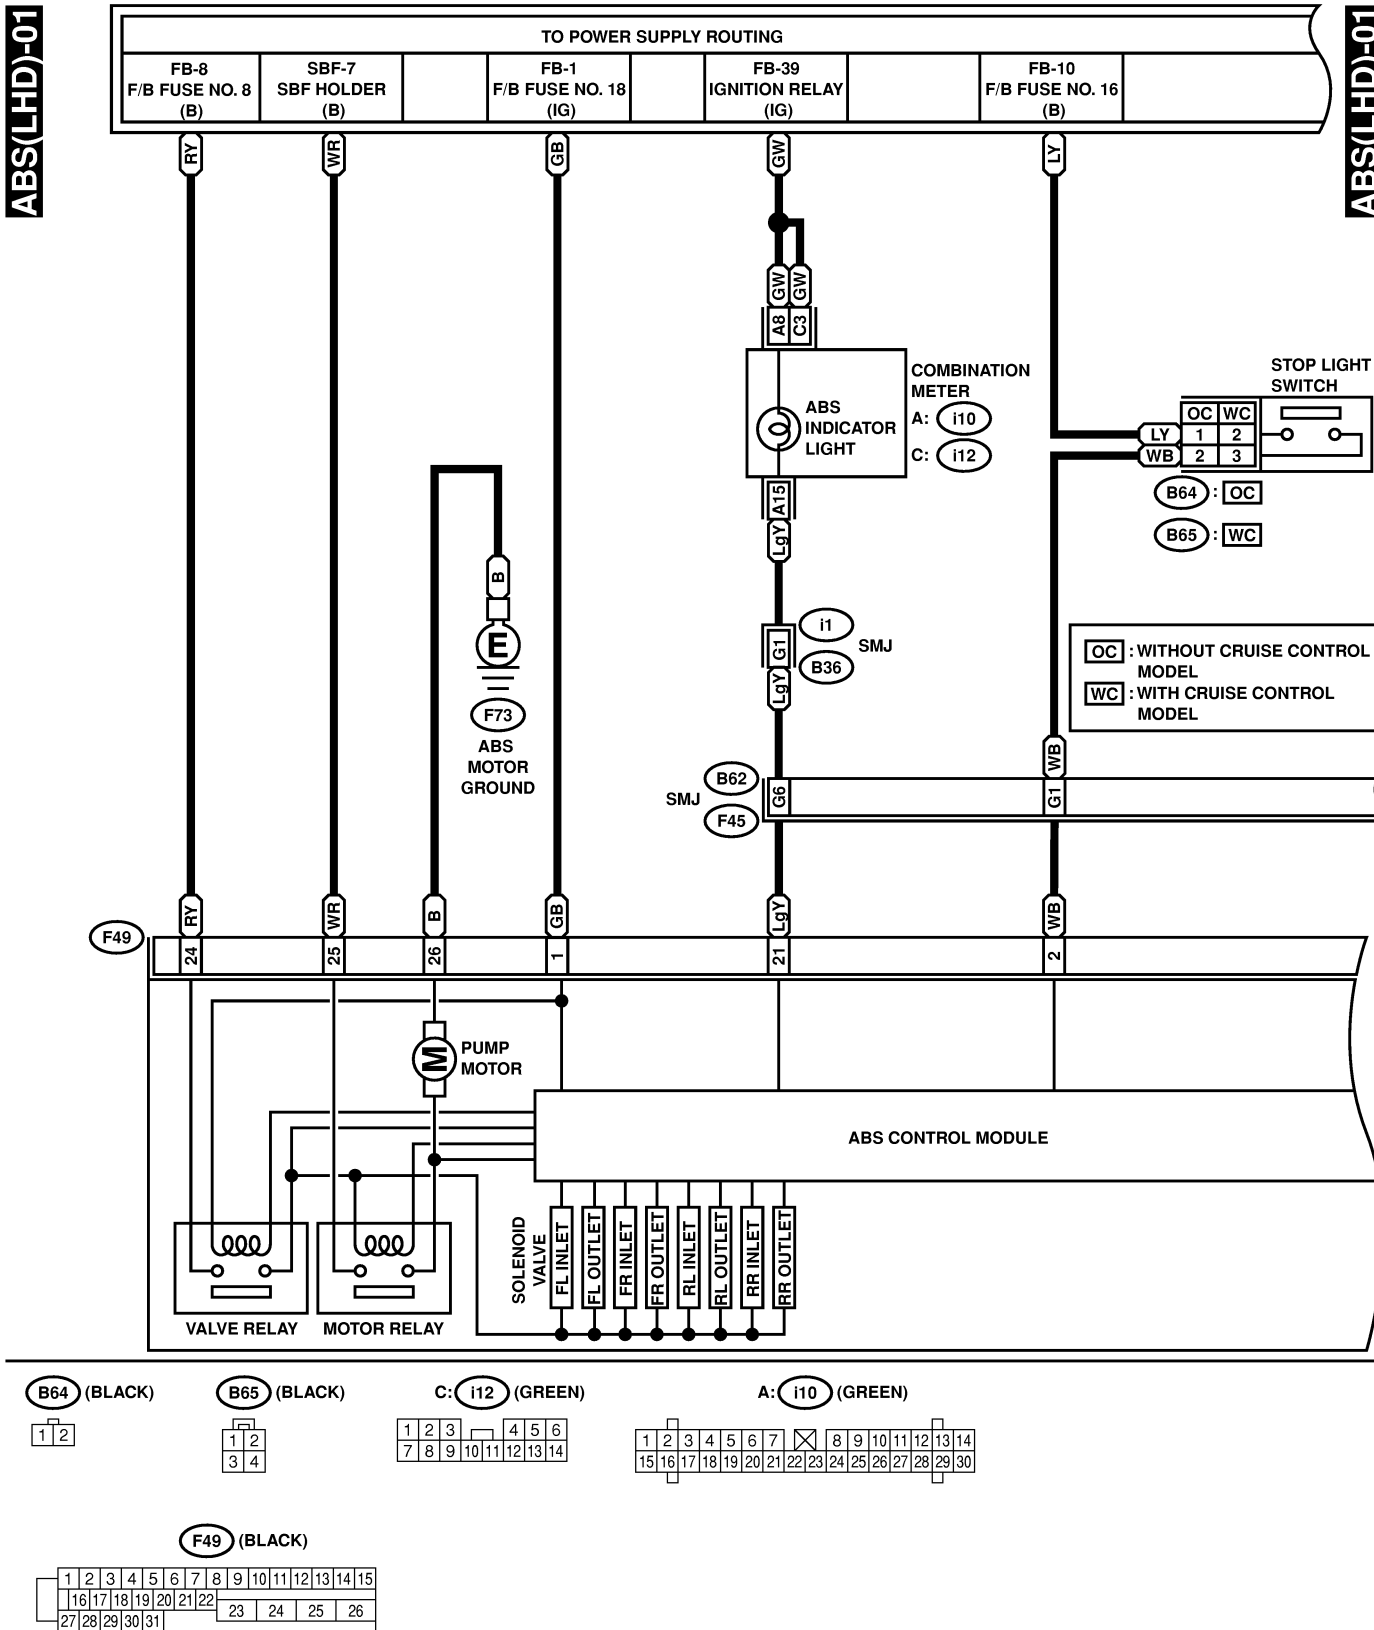 ABS(LHD)-01
ABS(LHD)-01
TO POWER SUPPLY ROUTING
FB-8
F/B FUSE NO. 8
(B)
SBF-7
SBF HOLDER
(B)
FB-1
F/B FUSE NO. 18
(IG)
FB-39
IGNITION RELAY
(IG)
FB-10
F/B FUSE NO. 16
(B)
RY
WR
GB
GW
LY
GW
GW
A8
C3
ABS
INDICATOR
LIGHT
COMBINATION
METER
A: i10
C: i12
STOP LIGHT
SWITCH
OC WC
LY 1 2
WB 2 3
B64 : OC
B65 : WC
A15
LgY
B
E
F73
ABS
MOTOR
GROUND
i1
G1
SMJ
B36
LgY
OC : WITHOUT CRUISE CONTROL
MODEL
WC : WITH CRUISE CONTROL
MODEL
WB
B62
SMJ
F45
G6
G1
RY
WR
B
GB
LgY
WB
F49
24
25
26
1
21
2
M
PUMP
MOTOR
ABS CONTROL MODULE
SOLENOID
VALVE
FL INLET
FL OUTLET
FR INLET
FR OUTLET
RL INLET
RL OUTLET
RR INLET
RR OUTLET
VALVE RELAY
MOTOR RELAY
B64 (BLACK)
1 2
B65 (BLACK)
1 2
3 4
C: i12 (GREEN)
1 2 3 4 5 6
7 8 9 10 11 12 13 14
A: i10 (GREEN)
1 2 3 4 5 6 7 8 9 10 11 12 13 14
15 16 17 18 19 20 21 22 23 24 25 26 27 28 29 30
F49 (BLACK)
1 2 3 4 5 6 7 8 9 10 11 12 13 14 15
16 17 18 19 20 21 22
23 24 25 26
27 28 29 30 31